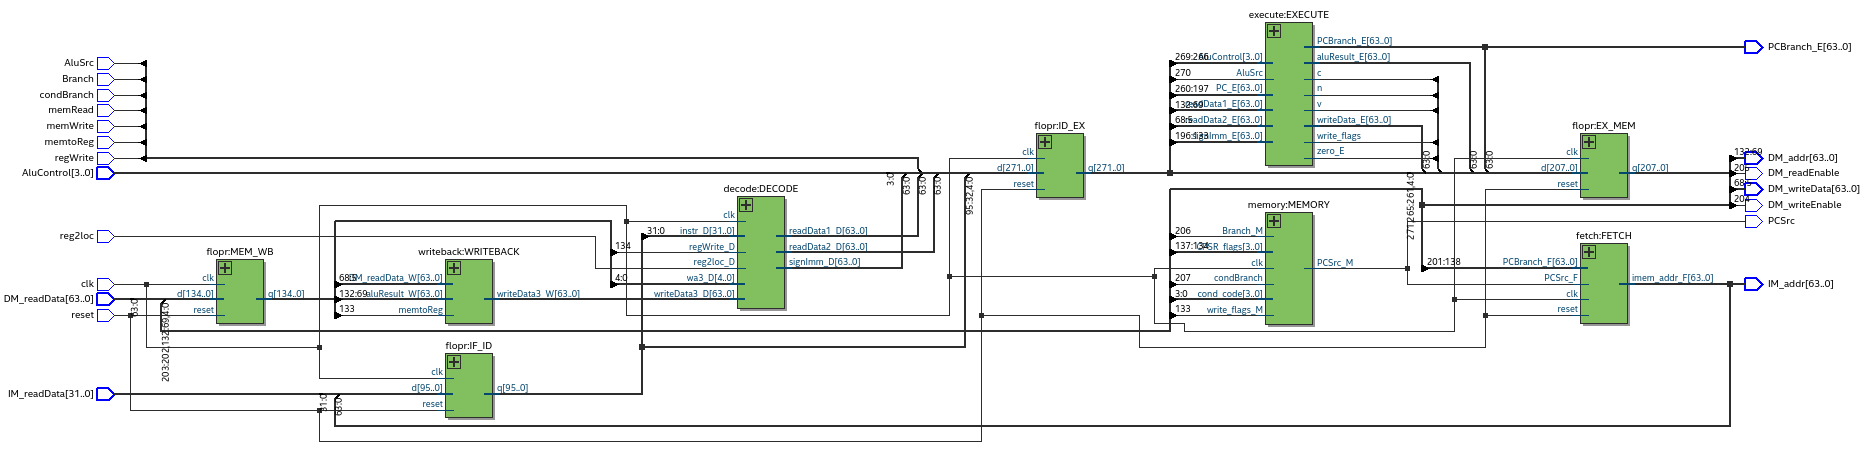 execute:EXECUTE
PCBranch_E[63..0]
aluResult_E[63..0]
c
n
v
writeData_E[63..0]
write_flags
zero_E
269:266
AluControl[3..0]
270
AluSrc
260:197
PC_E[63..0]
132:69
readData1_E[63..0]
68:5
readData2_E[63..0]
196:133
signImm_E[63..0]
PCBranch_E[63..0]
AluSrc
Branch
condBranch
memRead
memWrite
memtoReg
regWrite
AluControl[3..0]
reg2loc
clk
DM_readData[63..0]
reset
IM_readData[31..0]
flopr:ID_EX
clk
d[271..0]
reset
q[271..0]
flopr:EX_MEM
clk
d[207..0]
reset
q[207..0]
132:69
DM_addr[63..0]
DM_readEnable
68:5
DM_writeData[63..0]
204
DM_writeEnable
PCSrc
decode:DECODE
clk
31:0
instr_D[31..0]
134
regWrite_D
reg2loc_D
4:0
wa3_D[4..0]
writeData3_D[63..0]
readData1_D[63..0]
readData2_D[63..0]
signImm_D[63..0]
3:0
63:0
63:0
63:0
95:32,4:0
63:0
63:0
63:0
memory:MEMORY
206
Branch_M
137:134
CPSR_flags[3..0]
clk
207
condBranch
3:0
cond_code[3..0]
133
write_flags_M
PCSrc_M
271,265:261,4:0
fetch:FETCH
201:138
PCBranch_F[63..0]
PCSrc_F
clk
reset
imem_addr_F[63..0]
IM_addr[63..0]
flopr:MEM_WB
clk
d[134..0]
reset
q[134..0]
63:0
203:202,132:69,4:0
writeback:WRITEBACK
68:5
DM_readData_W[63..0]
132:69
aluResult_W[63..0]
133
memtoReg
writeData3_W[63..0]
flopr:IF_ID
clk
d[95..0]
reset
q[95..0]
31:0
63:0